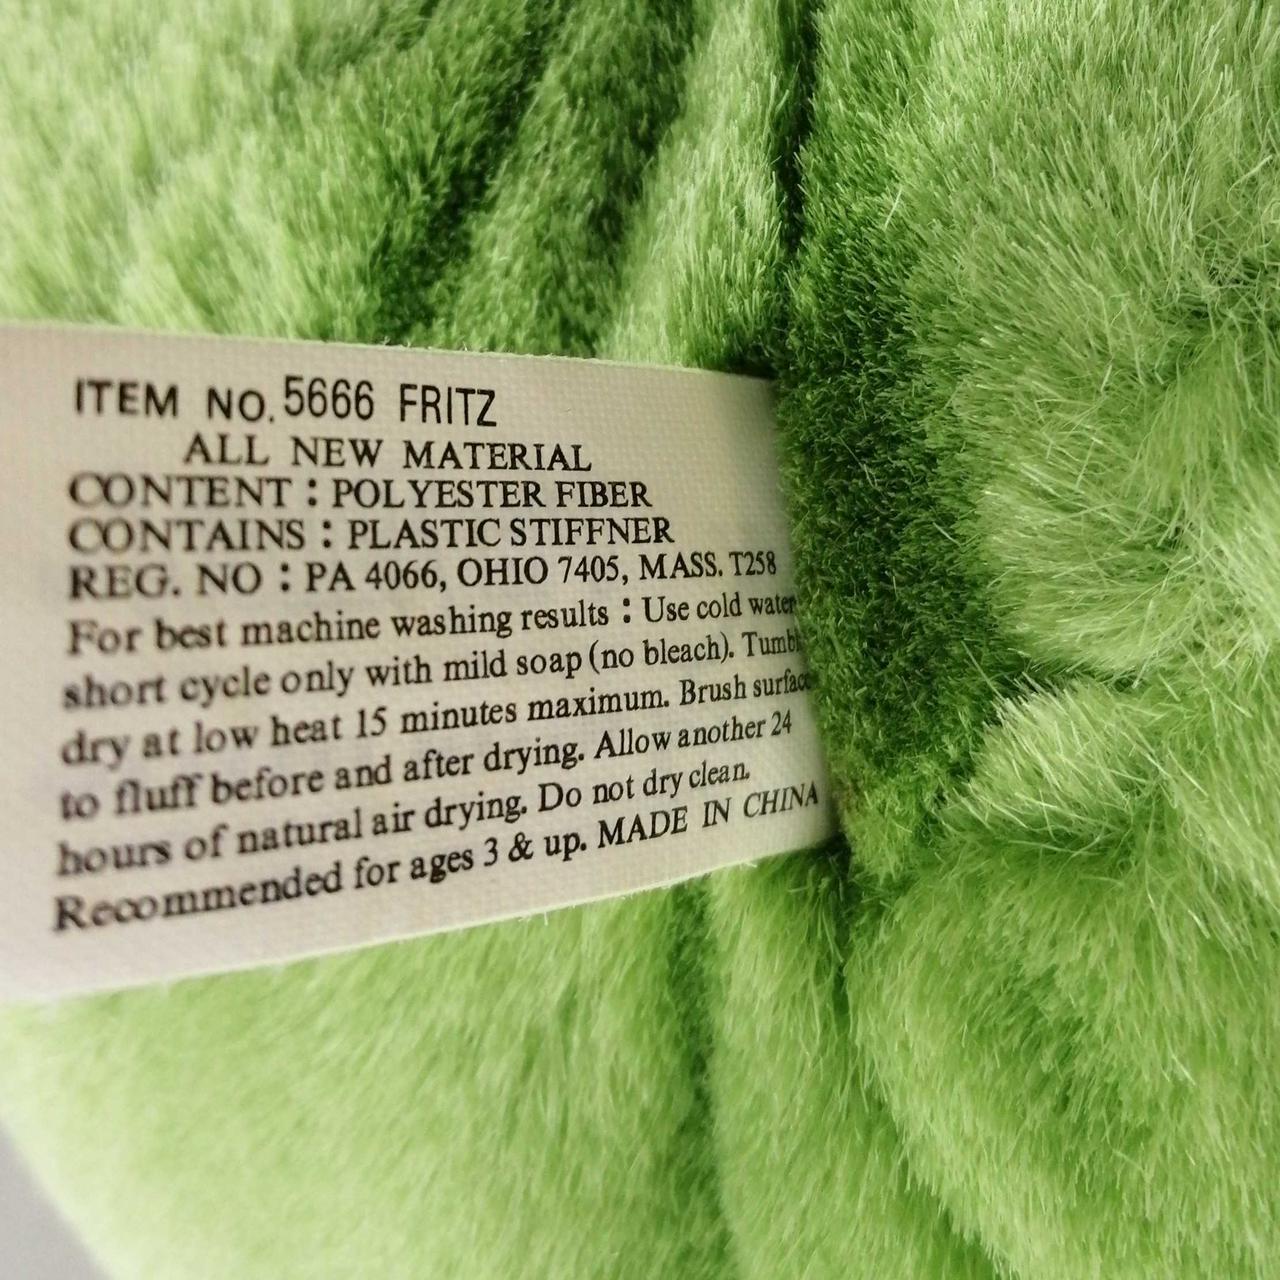 ITEM NO. 5666 FRITZ
ALL NEW MATERIAL
CONTENT : POLYESTER FIBER
CONTAINS : PLASTIC STIFFNER
REG. NO : PA 4066, OHIO 7405, MASS. T258
For best machine washing results : Use cold water
short cycle only with mild soap (no bleach). Tumbl
dry at low heat 15 minutes maximum. Brush surface
to fluff before and after drying. Allow another 24
hours of natural air drying. Do not dry clean.
Recommended for ages 3 & up. MADE IN CHINA